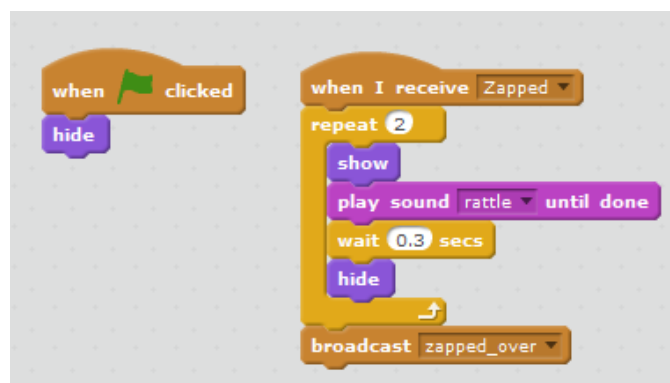 when clicked
hide
when I receive Zapped
repeat 2
show
play sound rattle until done
wait 0.3 secs
hide
broadcast zapped_over